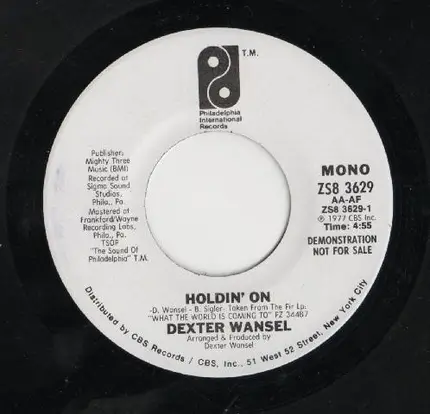 T.M.
Philadelphia
International
Records
Publisher:
Mighty Three
Music (BMI)
Recorded at
Sigma Sound
Studios,
Phila., Pa.
Mastered at
Frankford/Wayne
Recording Labs,
Phila., Pa.
TSOP
"The Sound Of
Philadelphia" T.M.
MONO
ZS8 3629
AA-AF
ZS8 3629-1
℗ 1977 CBS Inc.
Time: 4:55
DEMONSTRATION
NOT FOR SALE
HOLDIN' ON
-D. Wansel - B. Sigler- Taken From The Pir Lp:
"WHAT THE WORLD IS COMING TO" PZ 34487
DEXTER WANSEL
Arranged & Produced by
Dexter Wansel
Distributed by CBS Records / CBS, Inc., 51 West 52 Street, New York City